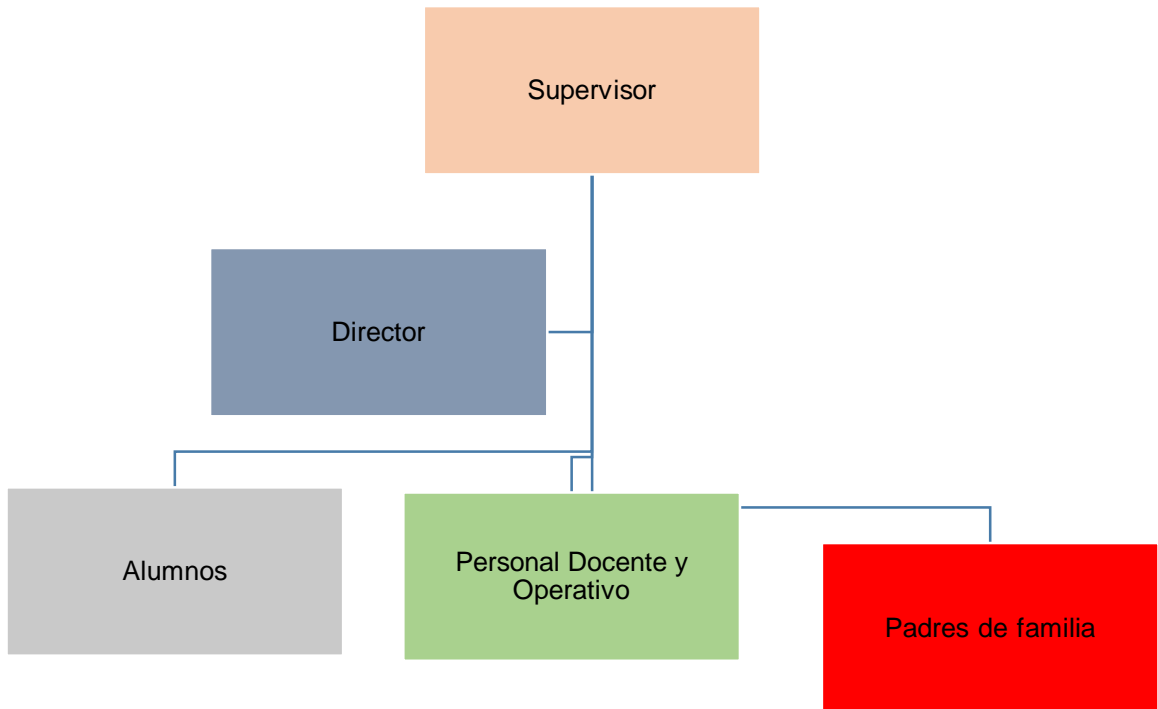 Supervisor
Director
Alumnos
Personal Docente y
Operativo
Padres de familia